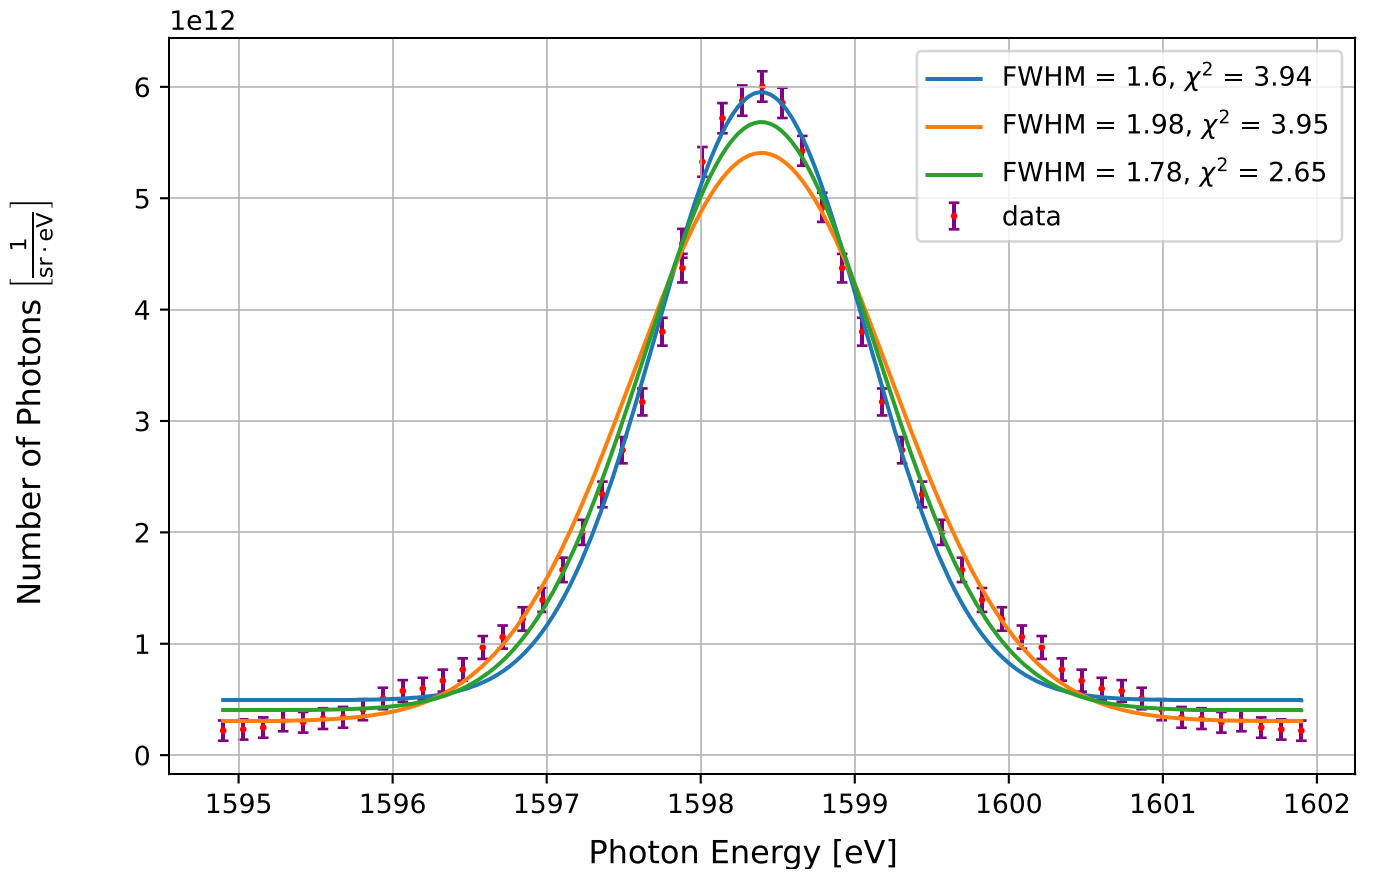 1e12
Number of Photons [1/sr · eV]
6
5
4
3
2
1
0
FWHM = 1.6, χ² = 3.94
FWHM = 1.98, χ² = 3.95
FWHM = 1.78, χ² = 2.65
data
1595 1596 1597 1598 1599 1600 1601 1602
Photon Energy [eV]